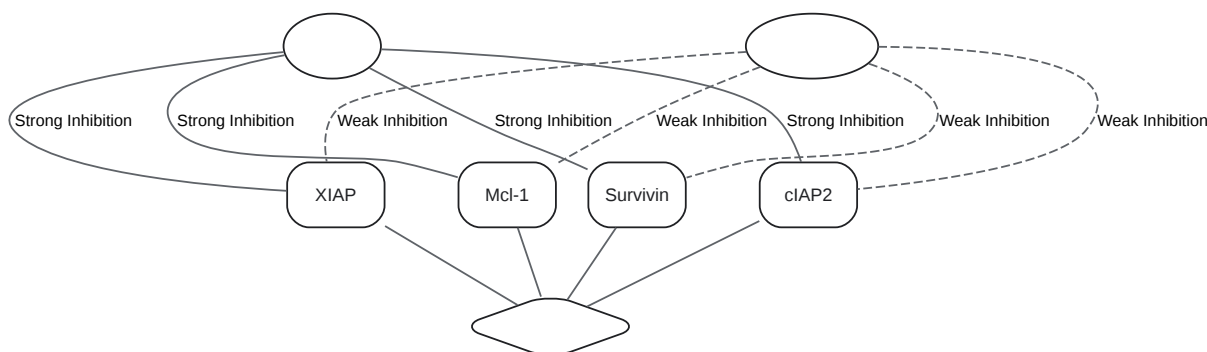 Strong Inhibition
Strong Inhibition
Weak Inhibition
Strong Inhibition
Weak Inhibition
Strong Inhibition
Weak Inhibition
Weak Inhibition
XIAP
Mcl-1
Survivin
cIAP2